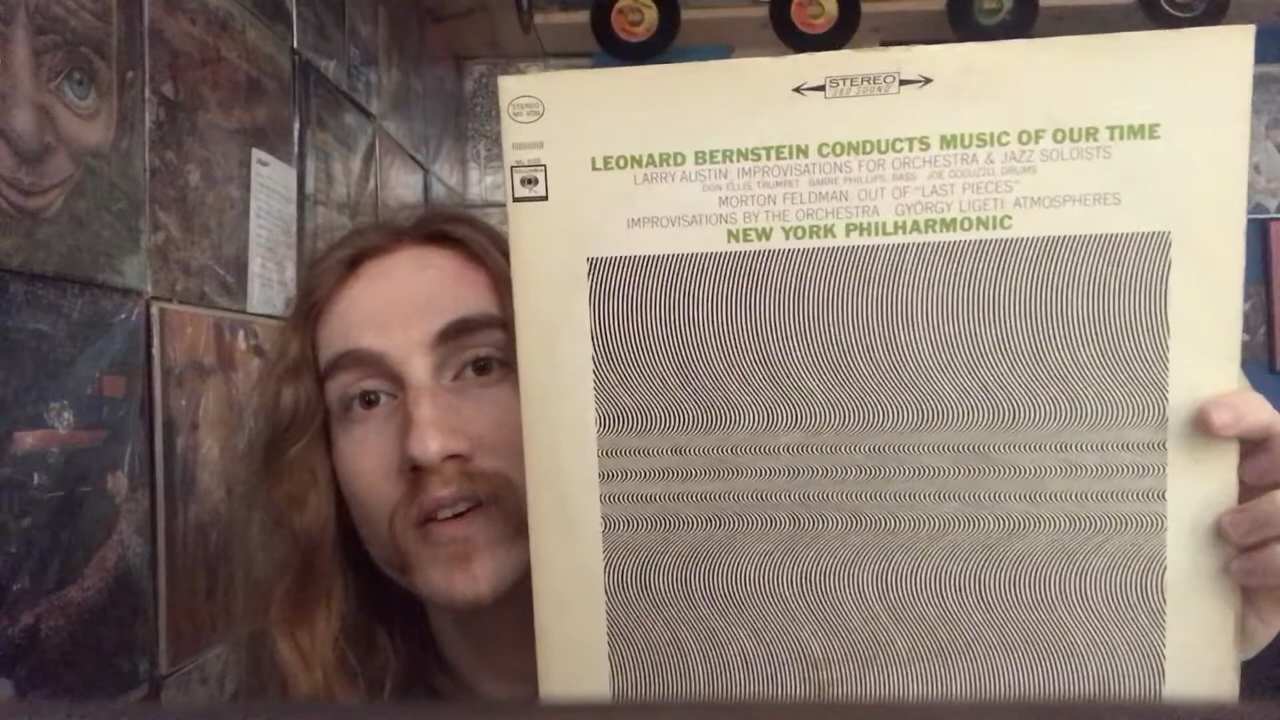 STEREO
"360 SOUND"
STEREO
COLUMBIA
LEONARD BERNSTEIN CONDUCTS MUSIC OF OUR TIME
LARRY AUSTIN IMPROVISATIONS FOR ORCHESTRA & JAZZ SOLOISTS
DON ELLIS, TRUMPET BARRE PHILLIPS, BASS JOE COCUZZO, DRUMS
MORTON FELDMAN OUT OF "LAST PIECES"
IMPROVISATIONS BY THE ORCHESTRA GYÖRGY LIGETI ATMOSPHERES
NEW YORK PHILHARMONIC